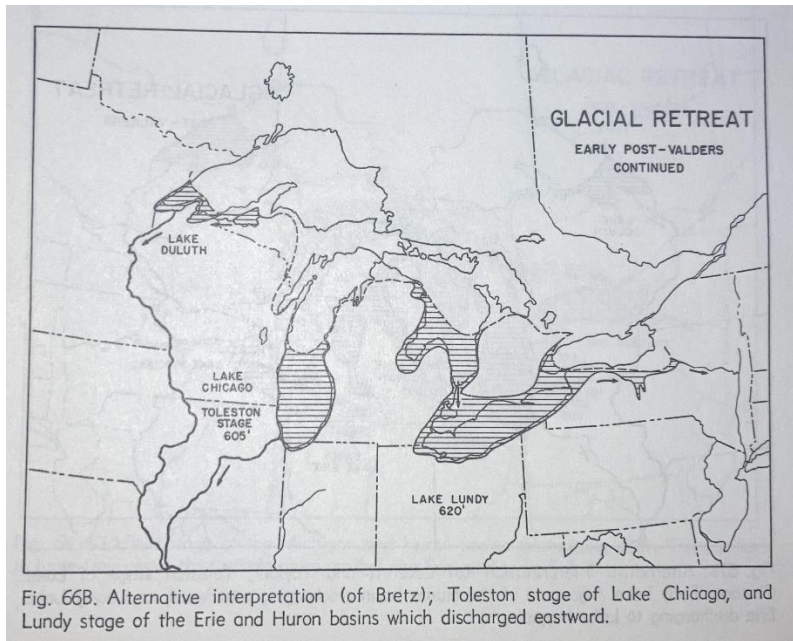 GLACIAL RETREAT
EARLY POST-VALDERS
CONTINUED
LAKE
DULUTH
LAKE
CHICAGO
TOLESTON
STAGE
605'
LAKE LUNDY
620'
Fig. 66B. Alternative interpretation (of Bretz); Toleston stage of Lake Chicago, and
Lundy stage of the Erie and Huron basins which discharged eastward.